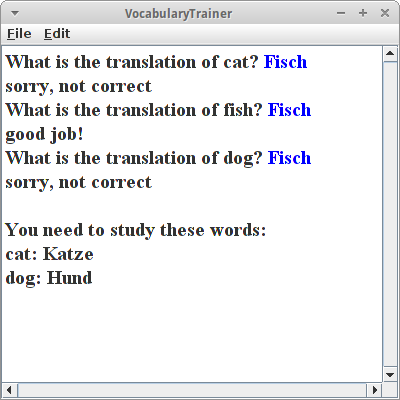 VocabularyTrainer
File Edit
What is the translation of cat? Fisch
sorry, not correct
What is the translation of fish? Fisch
good job!
What is the translation of dog? Fisch
sorry, not correct
You need to study these words:
cat: Katze
dog: Hund